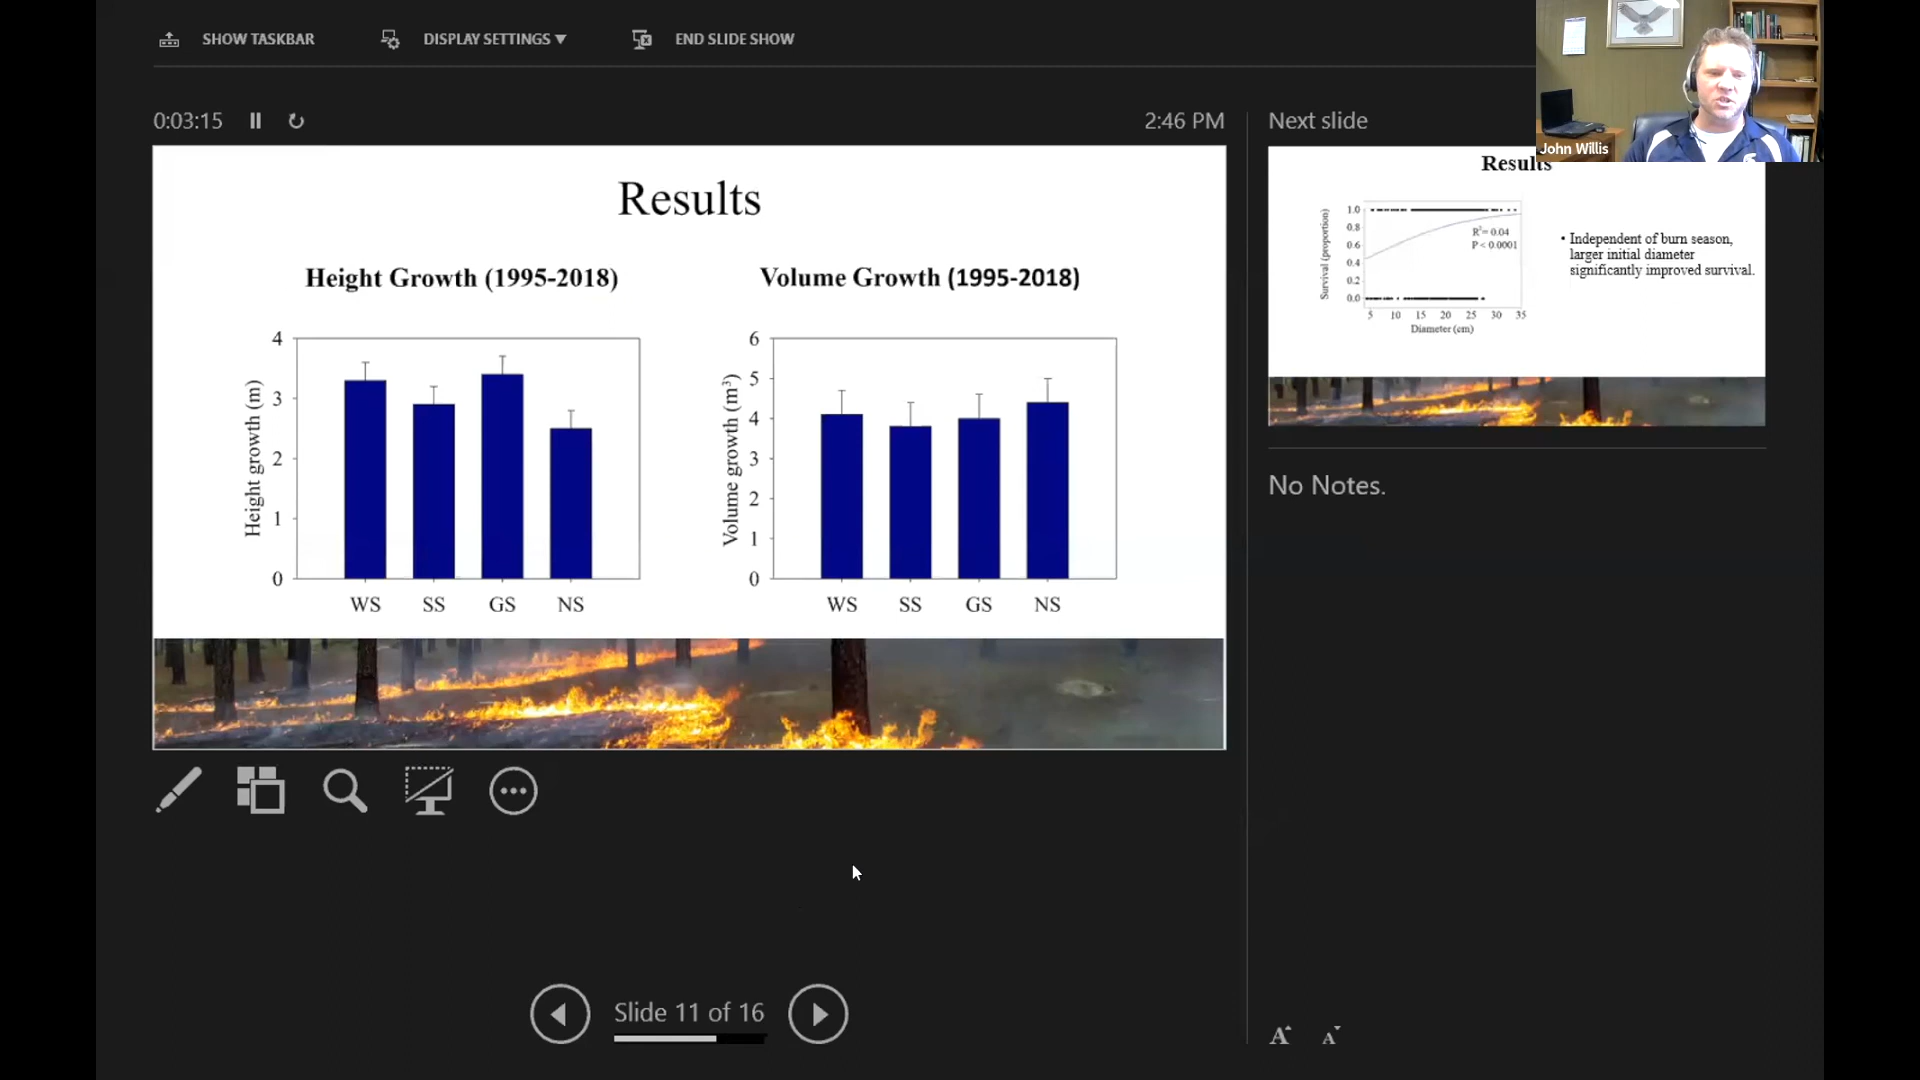 SHOW TASKBAR
DISPLAY SETTINGS ▼
END SLIDE SHOW
John Willis
0:03:15
2:46 PM
Next slide
Results
Height Growth (1995-2018)
Volume Growth (1995-2018)
Height growth (m)
4
3
2
1
0
WS SS GS NS
Volume growth (m³)
6
5
4
3
2
1
0
WS SS GS NS
Results
Survival (proportion)
1.0
0.8
0.6
0.4
0.2
0.0
R²= 0.04
P < 0.0001
5 10 15 20 25 30 35
Diameter (cm)
• Independent of burn season,
larger initial diameter
significantly improved survival.
No Notes.
Slide 11 of 16
A A